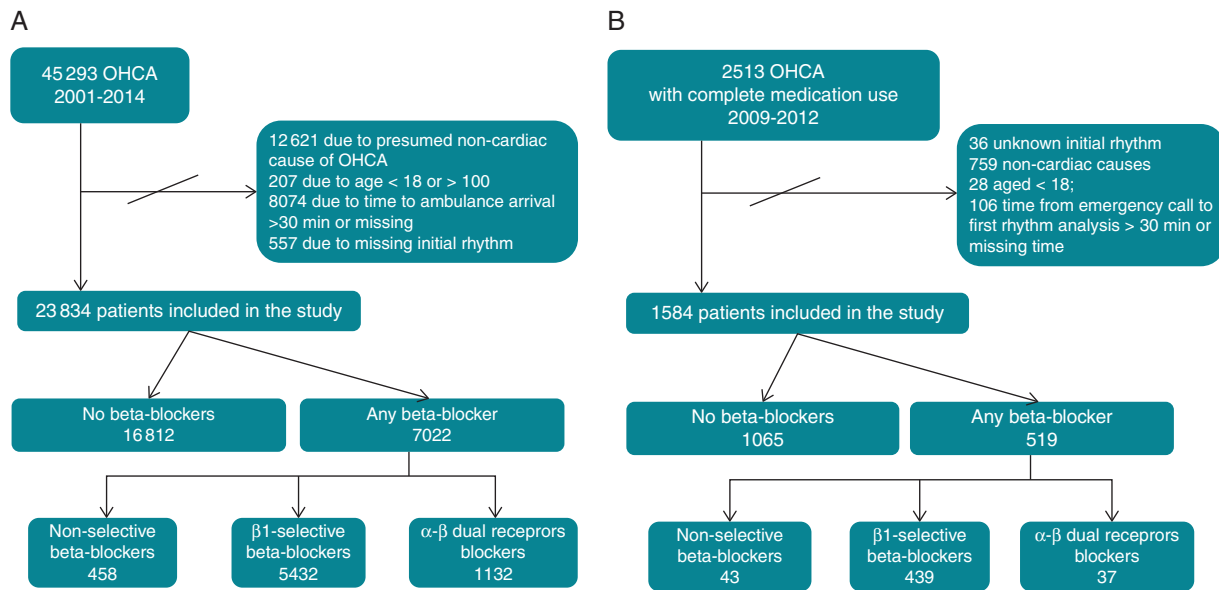 A
45 293 OHCA
2001-2014
12 621 due to presumed non-cardiac
cause of OHCA
207 due to age < 18 or > 100
8074 due to time to ambulance arrival
>30 min or missing
557 due to missing initial rhythm
23 834 patients included in the study
No beta-blockers
16 812
Any beta-blocker
7022
Non-selective
beta-blockers
458
β1-selective
beta-blockers
5432
α-β dual receprors
blockers
1132
B
2513 OHCA
with complete medication use
2009-2012
36 unknown initial rhythm
759 non-cardiac causes
28 aged < 18;
106 time from emergency call to
first rhythm analysis > 30 min or
missing time
1584 patients included in the study
No beta-blockers
1065
Any beta-blocker
519
Non-selective
beta-blockers
43
β1-selective
beta-blockers
439
α-β dual receprors
blockers
37